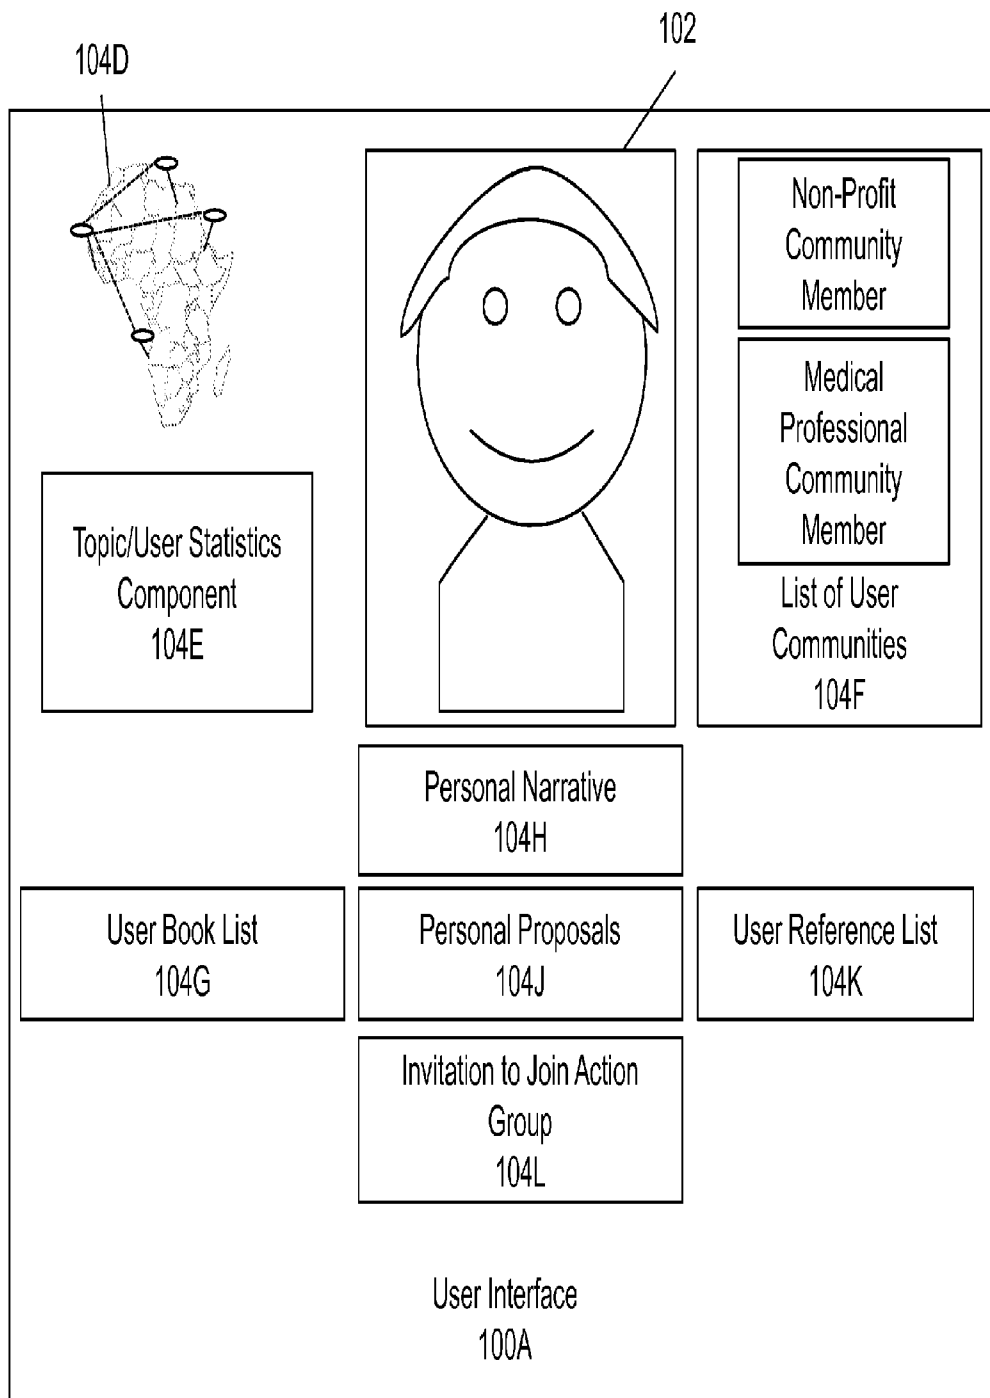 102
104D
Non-Profit
Community
Member
Medical
Professional
Community
Member
List of User
Communities
104F
Topic/User Statistics
Component
104E
Personal Narrative
104H
User Book List
104G
Personal Proposals
104J
User Reference List
104K
Invitation to Join Action
Group
104L
User Interface
100A